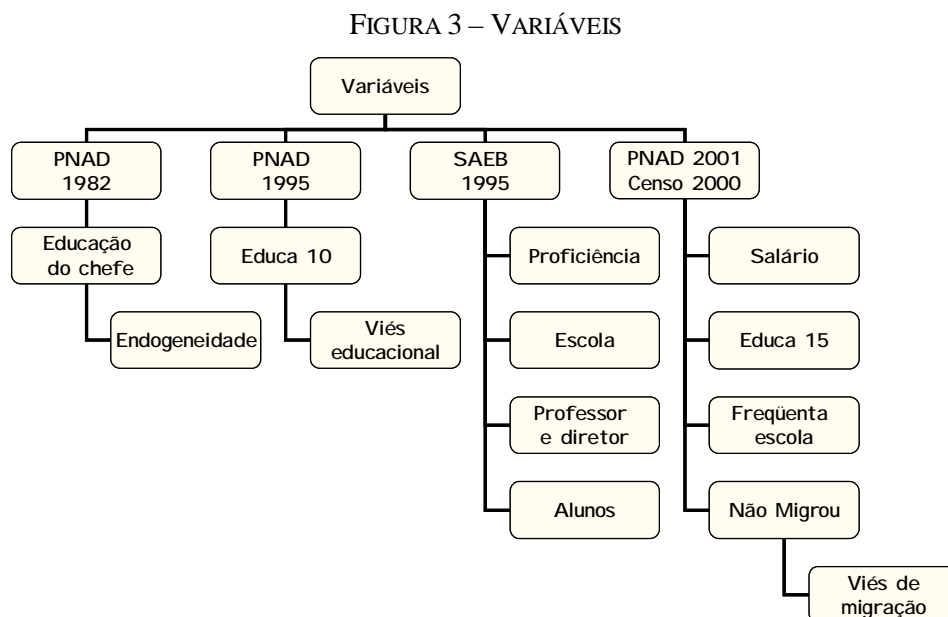 FIGURA 3 – VARIÁVEIS
Variáveis
PNAD
1982
PNAD
1995
SAEB
1995
PNAD 2001
Censo 2000
Educação
do chefe
Educa 10
Proficiência
Salário
Endogeneidade
Viés
educacional
Escola
Educa 15
Professor
e diretor
Freqüenta
escola
Alunos
Não Migrou
Viés de
migração